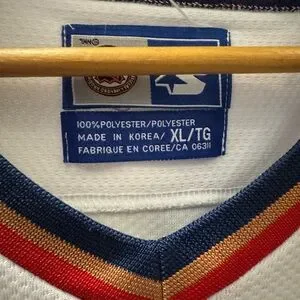 100%POLYESTER/POLYESTER
MADE IN KOREA/ XL/TG
FABRIQUE EN COREE/CA 06311